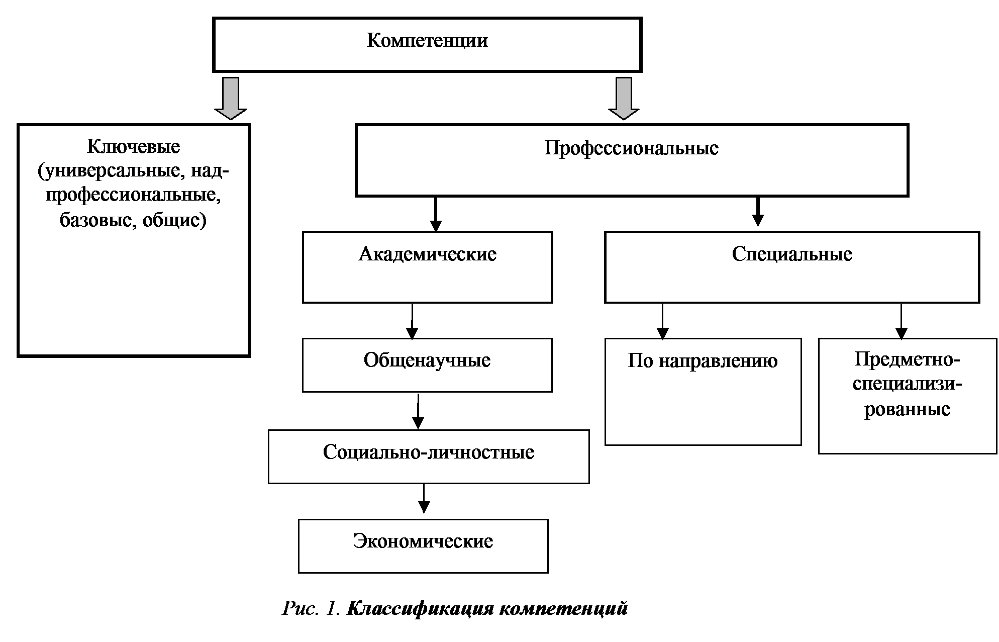 Компетенции
Ключевые
(универсальные, над-
профессиональные,
базовые, общие)
Профессиональные
Академические
Специальные
Общенаучные
По направлению
Предметно-
специализи-
рованные
Социально-личностные
Экономические
Рис. 1. Классификация компетенций